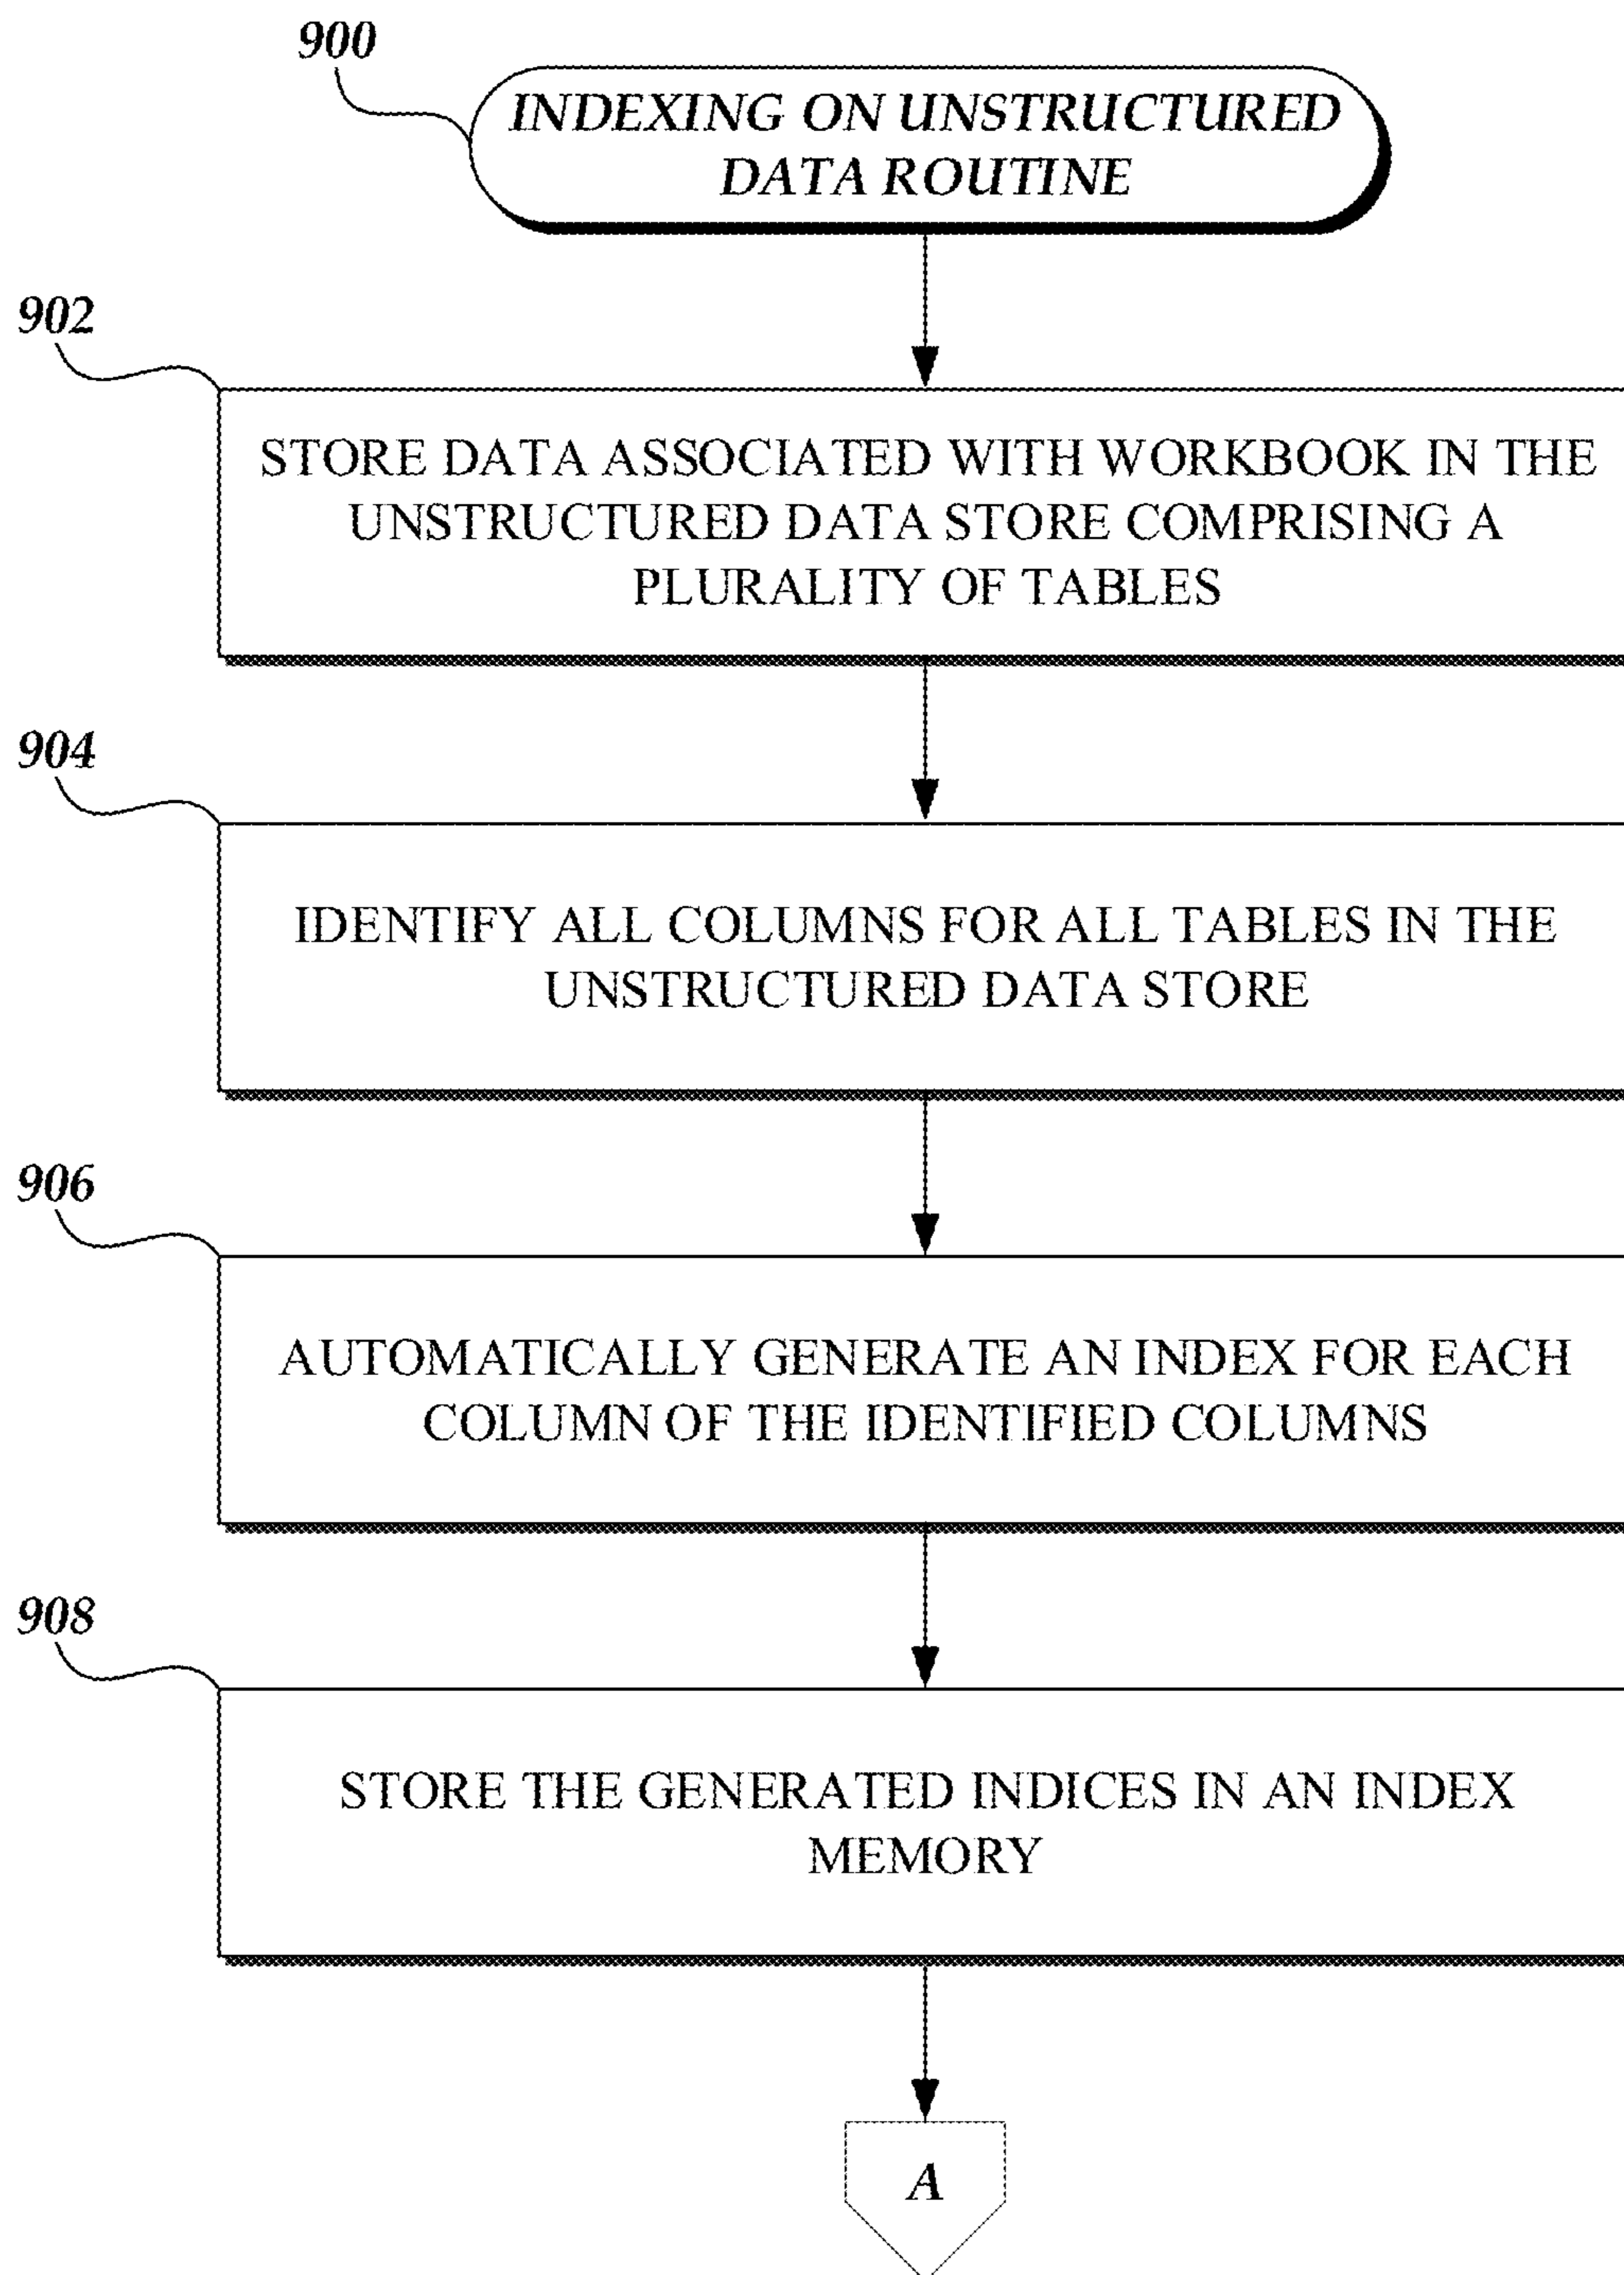 900
INDEXING ON UNSTRUCTURED
DATA ROUTINE
902
STORE DATA ASSOCIATED WITH WORKBOOK IN THE
UNSTRUCTURED DATA STORE COMPRISING A
PLURALITY OF TABLES
904
IDENTIFY ALL COLUMNS FOR ALL TABLES IN THE
UNSTRUCTURED DATA STORE
906
AUTOMATICALLY GENERATE AN INDEX FOR EACH
COLUMN OF THE IDENTIFIED COLUMNS
908
STORE THE GENERATED INDICES IN AN INDEX
MEMORY
A